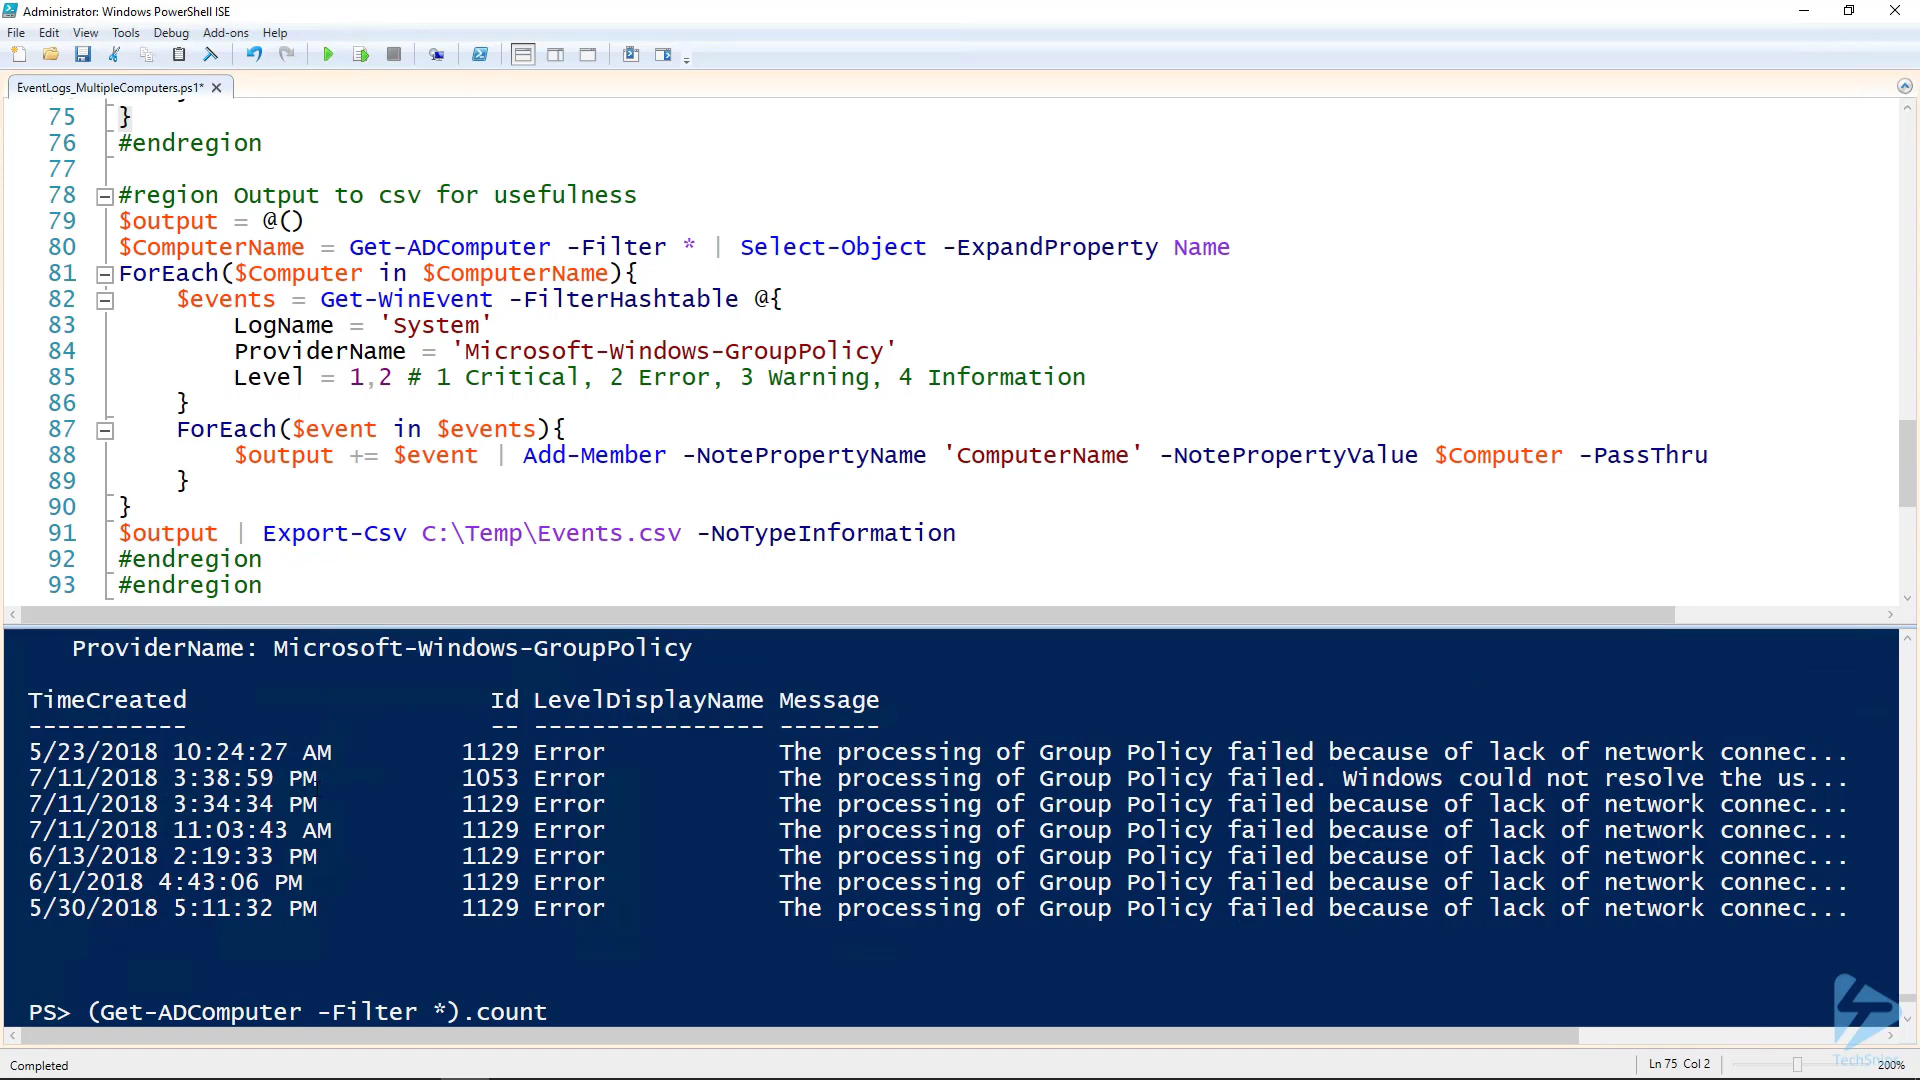 Administrator: Windows PowerShell ISE
File Edit View Tools Debug Add-ons Help
EventLogs_MultipleComputers.ps1*
75 }
76 #endregion
77
78 #region Output to csv for usefulness
79 $output = @()
80 $ComputerName = Get-ADComputer -Filter * | Select-Object -ExpandProperty Name
81 ForEach($Computer in $ComputerName){
82 $events = Get-WinEvent -FilterHashtable @{
83 LogName = 'System'
84 ProviderName = 'Microsoft-Windows-GroupPolicy'
85 Level = 1,2 # 1 Critical, 2 Error, 3 Warning, 4 Information
86 }
87 ForEach($event in $events){
88 $output += $event | Add-Member -NotePropertyName 'ComputerName' -NotePropertyValue $Computer -PassThru
89 }
90 }
91 $output | Export-Csv C:\Temp\Events.csv -NoTypeInformation
92 #endregion
93 #endregion
ProviderName: Microsoft-Windows-GroupPolicy
TimeCreated Id LevelDisplayName Message
----------- -- ---------------- -------
5/23/2018 10:24:27 AM 1129 Error The processing of Group Policy failed because of lack of network connec...
7/11/2018 3:38:59 PM 1053 Error The processing of Group Policy failed. Windows could not resolve the us...
7/11/2018 3:34:34 PM 1129 Error The processing of Group Policy failed because of lack of network connec...
7/11/2018 11:03:43 AM 1129 Error The processing of Group Policy failed because of lack of network connec...
6/13/2018 2:19:33 PM 1129 Error The processing of Group Policy failed because of lack of network connec...
6/1/2018 4:43:06 PM 1129 Error The processing of Group Policy failed because of lack of network connec...
5/30/2018 5:11:32 PM 1129 Error The processing of Group Policy failed because of lack of network connec...
PS> (Get-ADComputer -Filter *).count
Completed
Ln 75 Col 2
200%